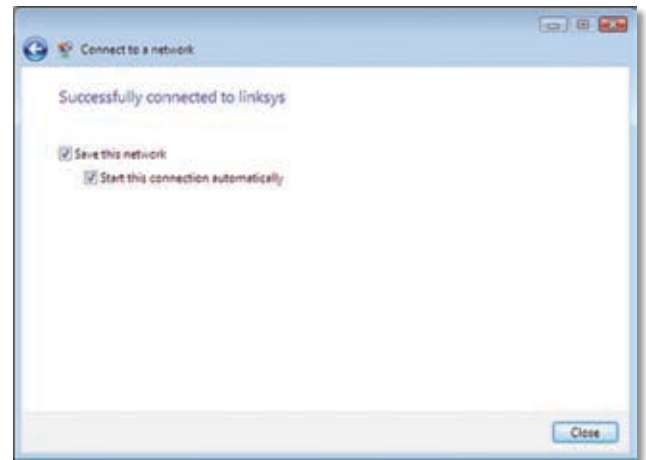 Connect to a network
Successfully connected to linksys
Save this network
Start this connection automatically
Close